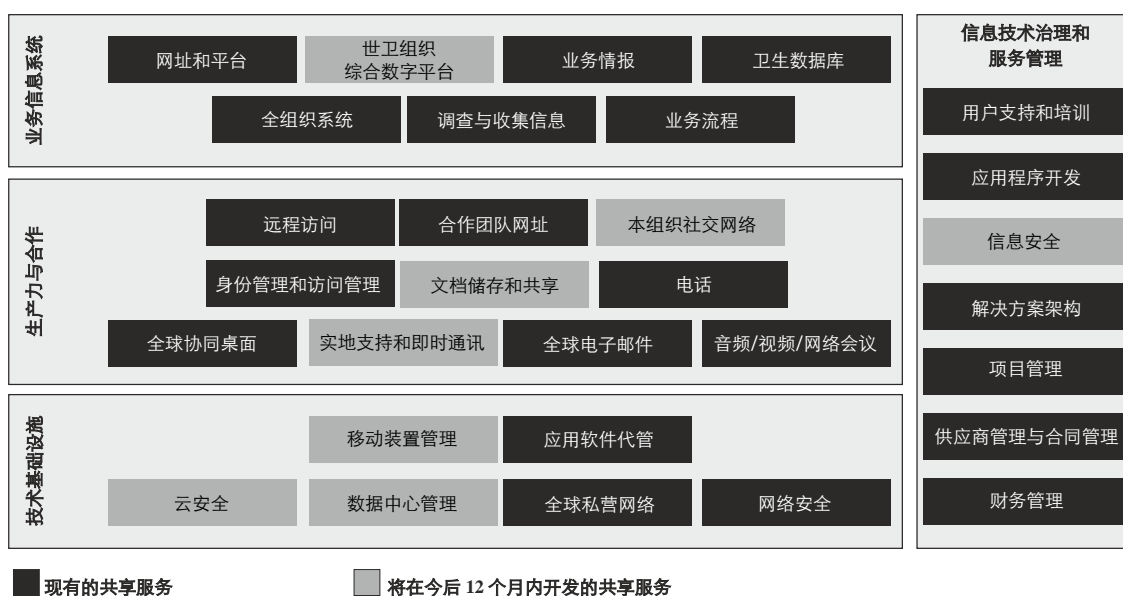 业务信息系统
网址和平台
世卫组织
综合数字平台
业务情报
卫生数据库
全组织系统
调查与收集信息
业务流程
生产力与合作
远程访问
合作团队网址
本组织社交网络
身份管理和访问管理
文档储存和共享
电话
全球协同桌面
实地支持和即时通讯
全球电子邮件
音频/视频/网络会议
技术基础设施
移动装置管理
应用软件代管
云安全
数据中心管理
全球私营网络
网络安全
信息技术治理和
服务管理
用户支持和培训
应用程序开发
信息安全
解决方案架构
项目管理
供应商管理与合同管理
财务管理
现有的共享服务
将在今后 12 个月内开发的共享服务